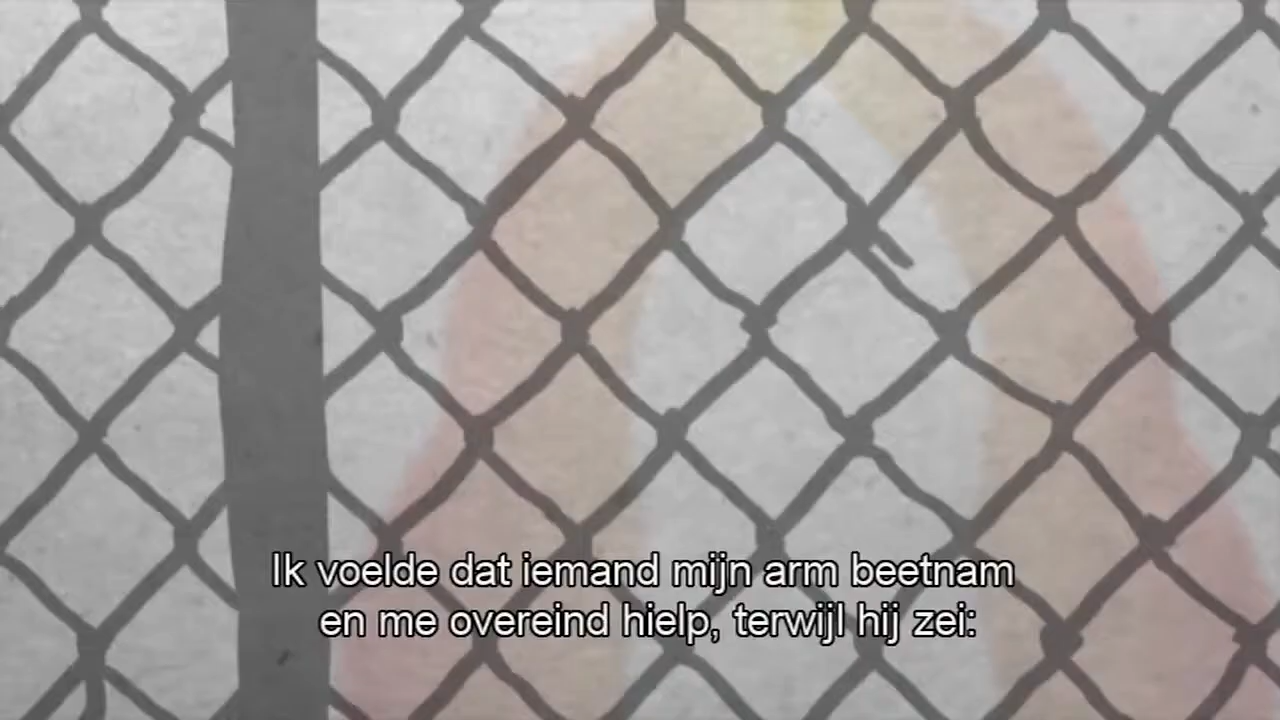 Ik voelde dat iemand mijn arm beetnam
en me overeind hielp, terwijl hij zei: